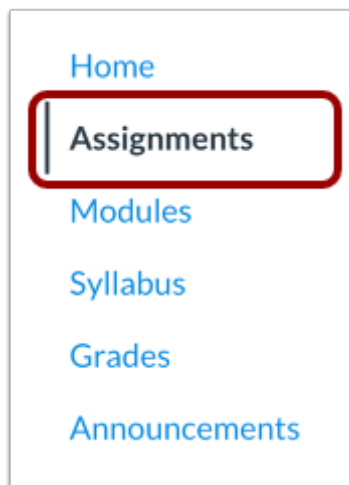 Home
Assignments
Modules
Syllabus
Grades
Announcements